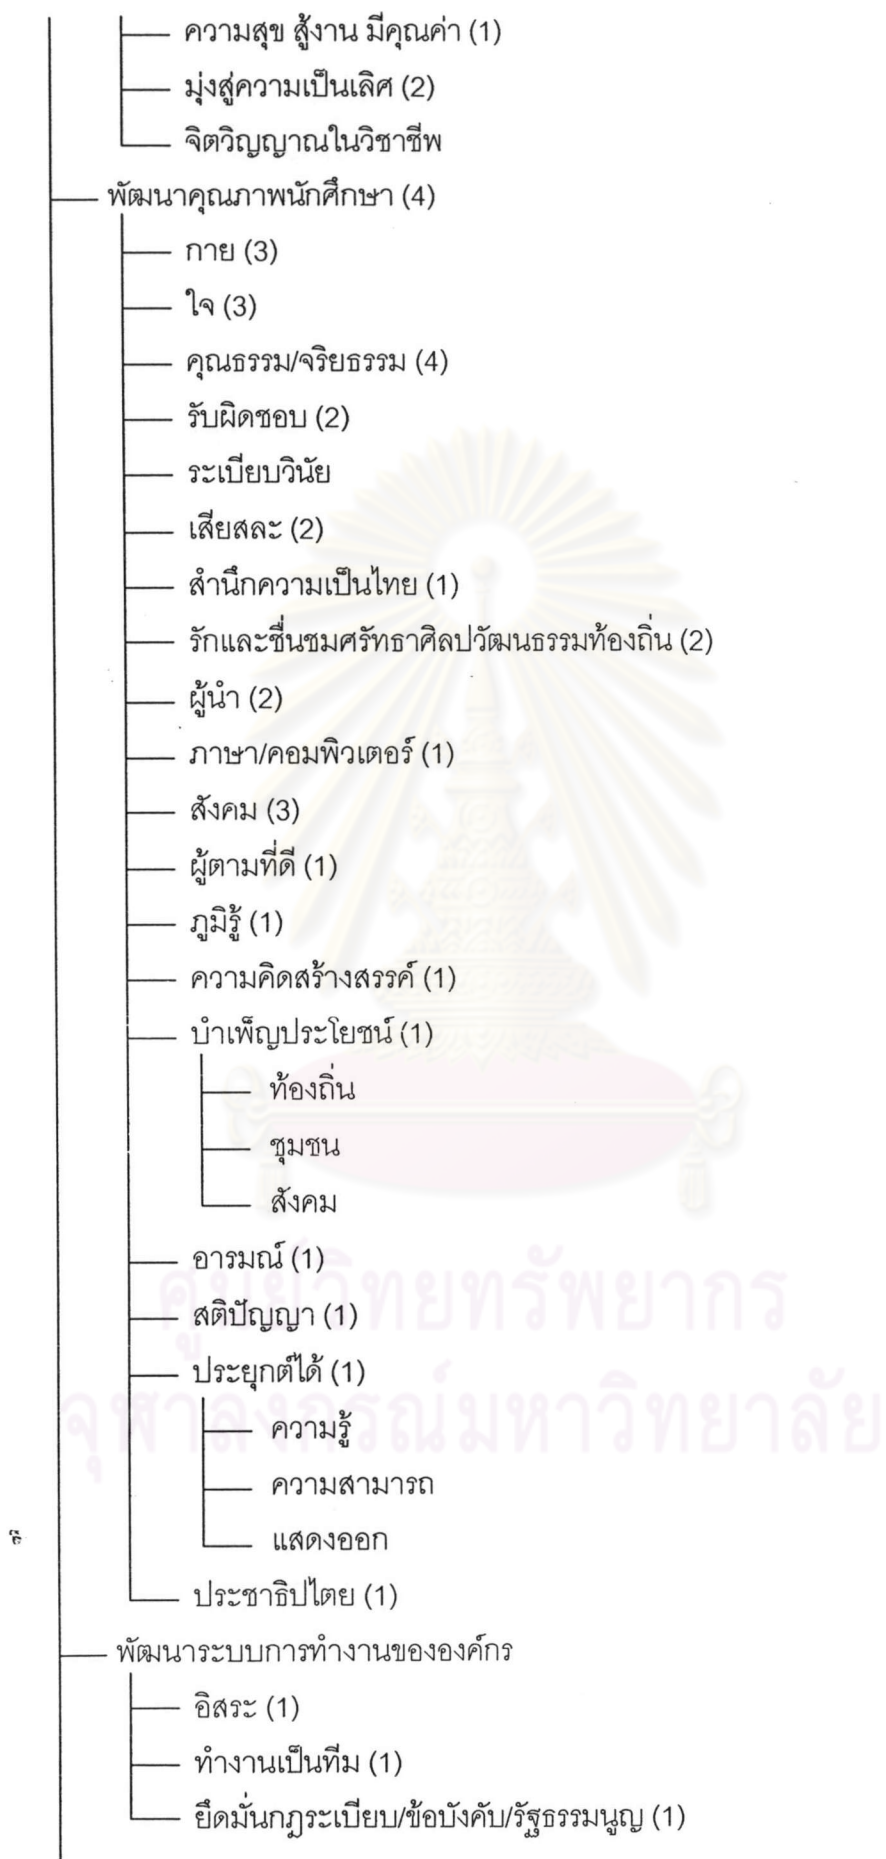 ความสุข สู้งาน มีคุณค่า (1)
มุ่งสู่ความเป็นเลิศ (2)
จิตวิญญาณในวิชาชีพ
พัฒนาคุณภาพนักศึกษา (4)
กาย (3)
ใจ (3)
คุณธรรม/จริยธรรม (4)
รับผิดชอบ (2)
ระเบียบวินัย
เสียสละ (2)
สำนึกความเป็นไทย (1)
รักและชื่นชมศรัทธาศิลปวัฒนธรรมท้องถิ่น (2)
ผู้นำ (2)
ภาษา/คอมพิวเตอร์ (1)
สังคม (3)
ผู้ตามที่ดี (1)
ภูมิรู้ (1)
ความคิดสร้างสรรค์ (1)
บำเพ็ญประโยชน์ (1)
ท้องถิ่น
ชุมชน
สังคม
อารมณ์ (1)
สติปัญญา (1)
ประยุกต์ได้ (1)
ความรู้
ความสามารถ
แสดงออก
ประชาธิปไตย (1)
พัฒนาระบบการทำงานขององค์กร
อิสระ (1)
ทำงานเป็นทีม (1)
ยึดมั่นกฎระเบียบ/ข้อบังคับ/รัฐธรรมนูญ (1)
ศูนย์วิทยทรัพยากร
จุฬาลงกรณ์มหาวิทยาลัย